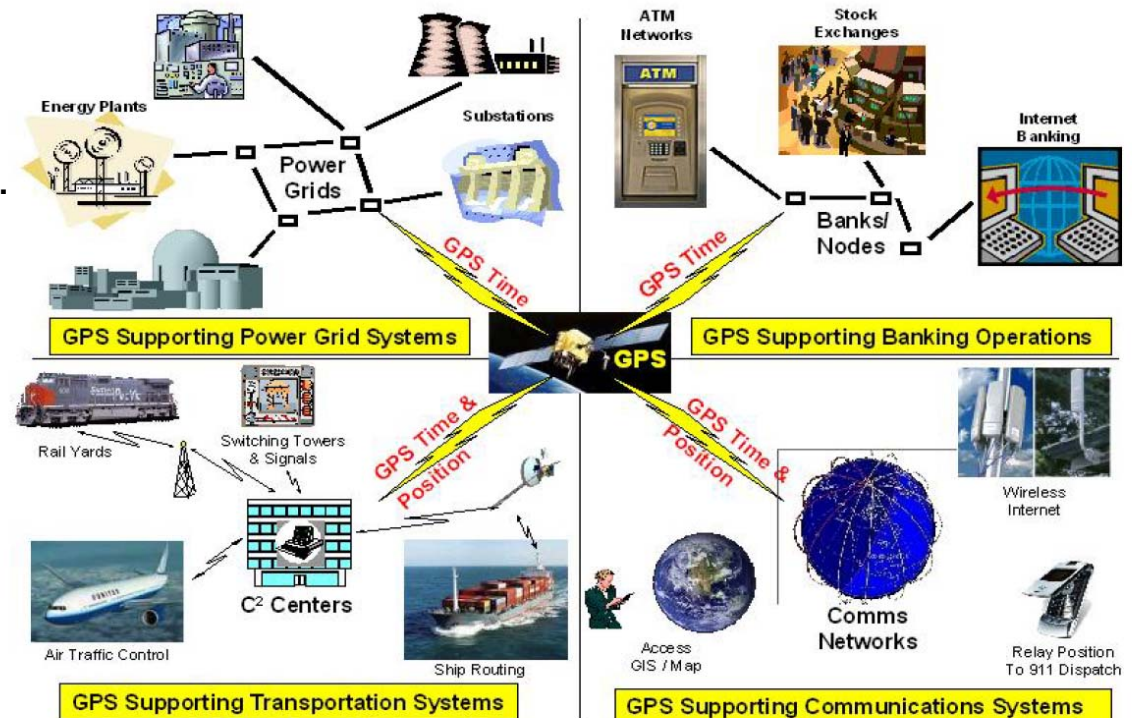 Energy Plants
Power
Grids
Substations
GPS Time
GPS Supporting Power Grid Systems
ATM
Networks
ATM
Stock
Exchanges
Internet
Banking
Banks/
Nodes
GPS Time
GPS Supporting Banking Operations
GPS
Rail Yards
Switching Towers
& Signals
GPS Time &
Position
C² Centers
Air Traffic Control
Ship Routing
GPS Supporting Transportation Systems
GPS Time &
Position
Wireless
Internet
Comms
Networks
Access
GIS / Map
Relay Position
To 911 Dispatch
GPS Supporting Communications Systems